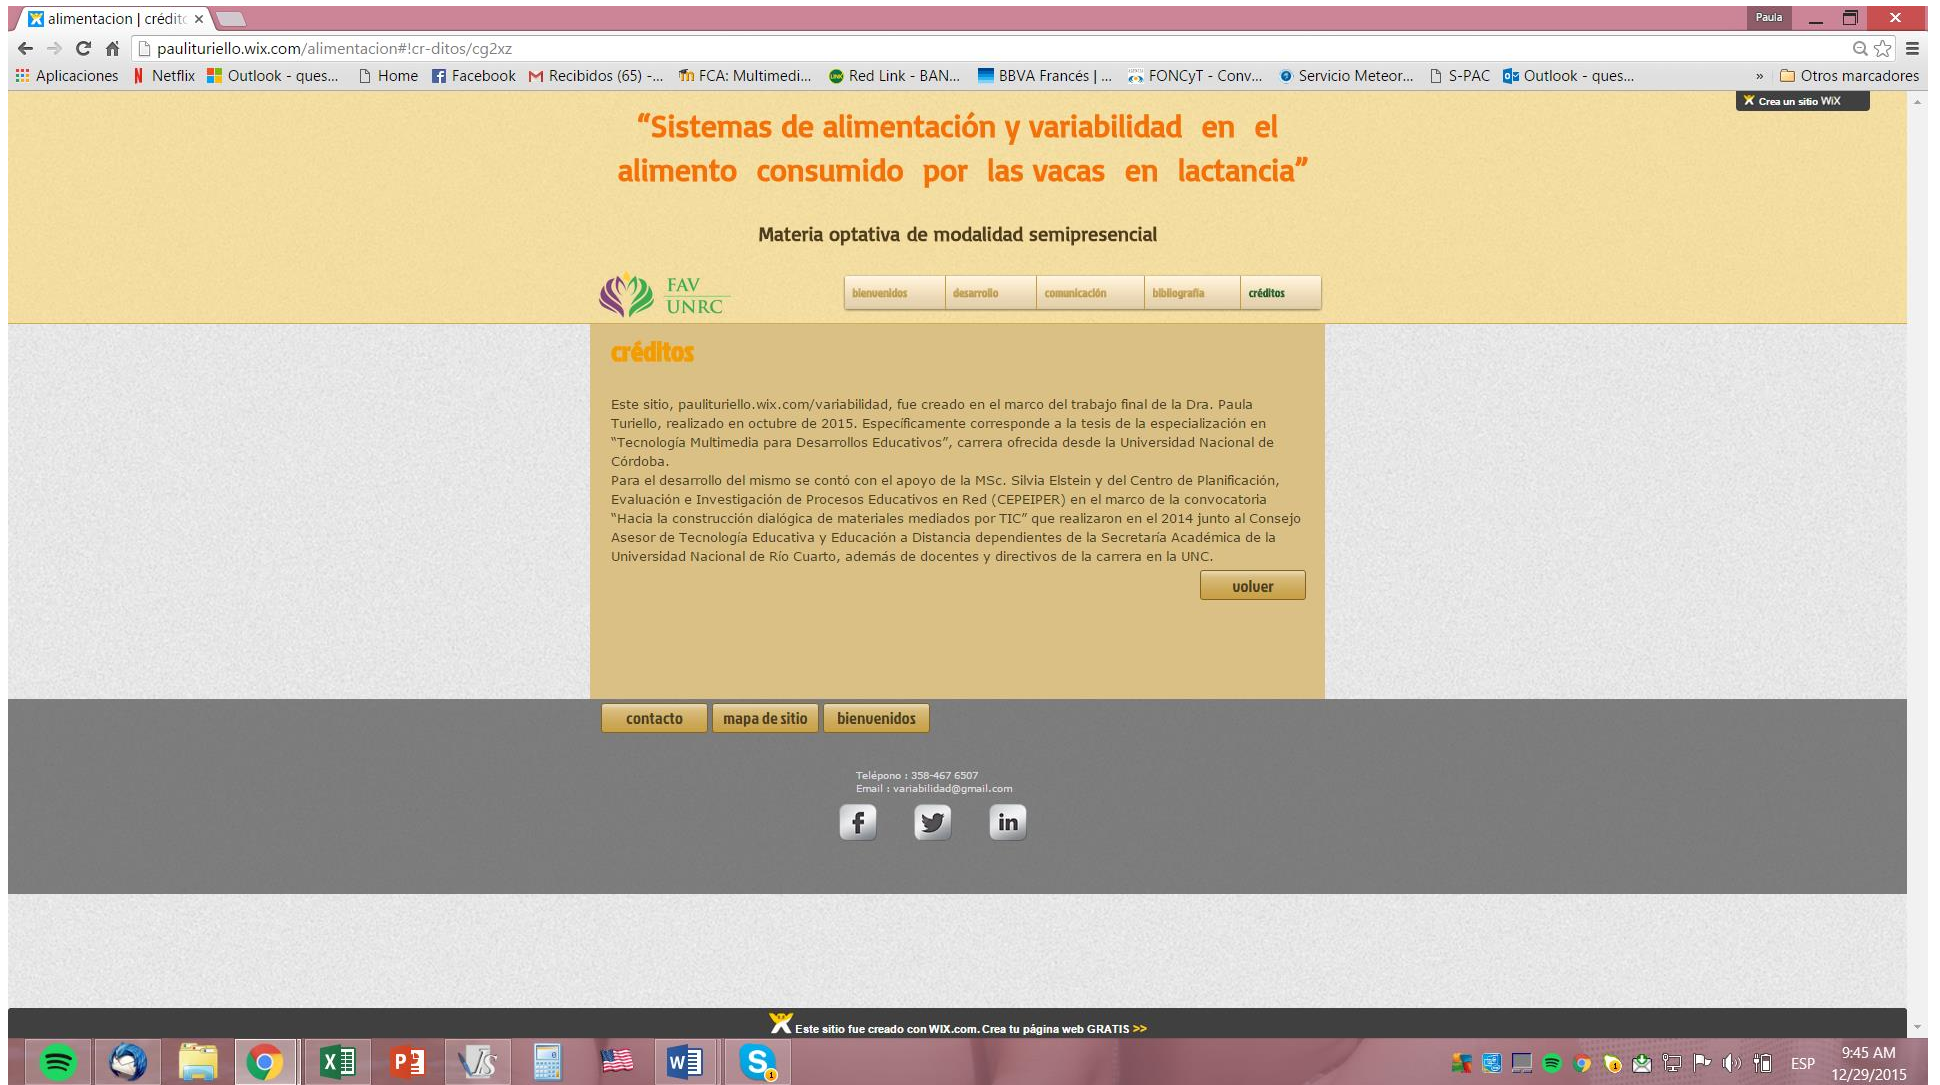 alimentacion | crédito
Paula
paulituriello.wix.com/alimentacion#!cr-ditos/cg2xz
Aplicaciones Netflix Outlook - ques... Home Facebook Recibidos (65) -... FCA: Multimedi... Red Link - BAN... BBVA Francés | ... FONCyT - Conv... Servicio Meteor... S-PAC Outlook - ques... » Otros marcadores
Crea un sitio WiX
“Sistemas de alimentación y variabilidad en el
alimento consumido por las vacas en lactancia”
Materia optativa de modalidad semipresencial
FAV
UNRC
bienvenidos desarrollo comunicación bibliografía créditos
créditos
Este sitio, paulituriello.wix.com/variabilidad, fue creado en el marco del trabajo final de la Dra. Paula
Turiello, realizado en octubre de 2015. Específicamente corresponde a la tesis de la especialización en
“Tecnología Multimedia para Desarrollos Educativos”, carrera ofrecida desde la Universidad Nacional de
Córdoba.
Para el desarrollo del mismo se contó con el apoyo de la MSc. Silvia Elstein y del Centro de Planificación,
Evaluación e Investigación de Procesos Educativos en Red (CEPEIPER) en el marco de la convocatoria
“Hacia la construcción dialógica de materiales mediados por TIC” que realizaron en el 2014 junto al Consejo
Asesor de Tecnología Educativa y Educación a Distancia dependientes de la Secretaría Académica de la
Universidad Nacional de Río Cuarto, además de docentes y directivos de la carrera en la UNC.
volver
contacto mapa de sitio bienvenidos
Telépono : 358-467 6507
Email : variabilidad@gmail.com
Este sitio fue creado con WIX.com. Crea tu página web GRATIS >>
ESP
9:45 AM
12/29/2015